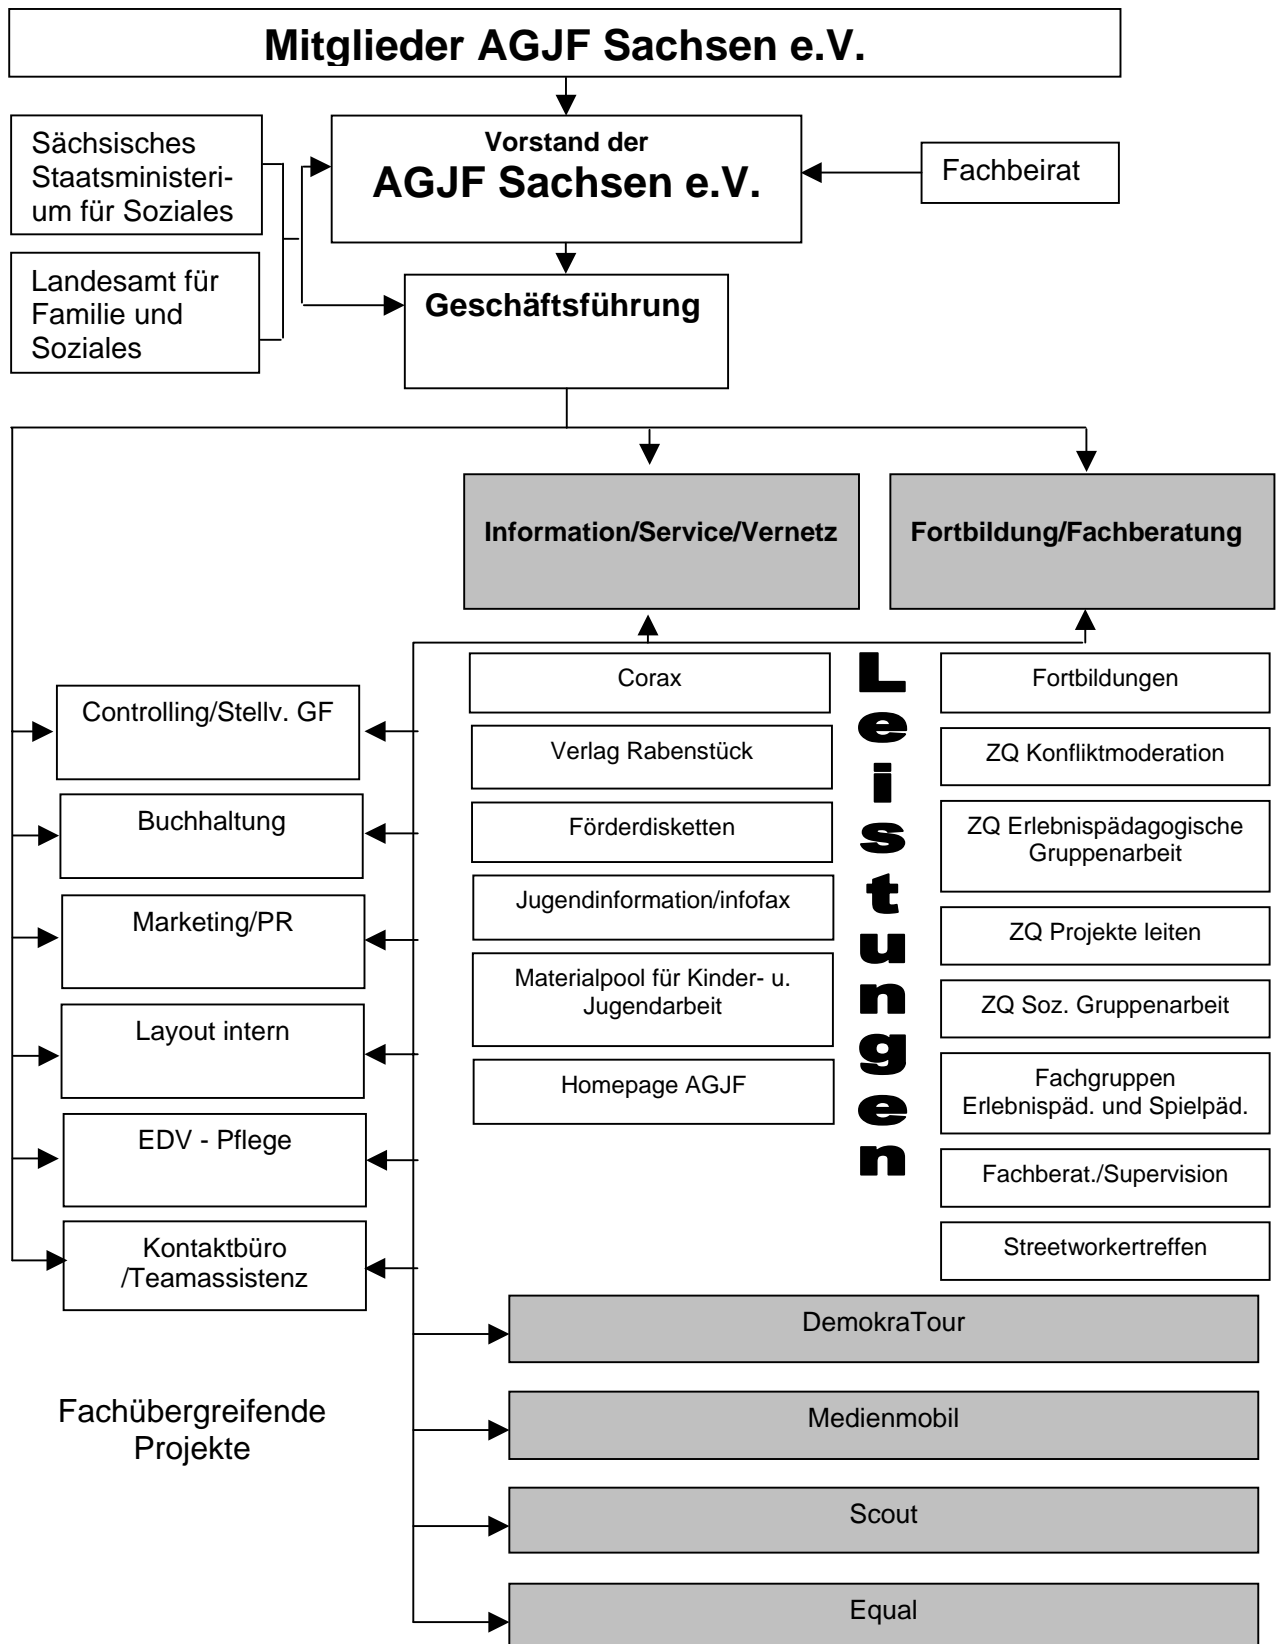 Mitglieder AGJF Sachsen e.V.
Sächsisches
Staatsministeri-
um für Soziales
Vorstand der
AGJF Sachsen e.V.
Fachbeirat
Landesamt für
Familie und
Soziales
Geschäftsführung
Information/Service/Vernetz
Fortbildung/Fachberatung
Controlling/Stellv. GF
Buchhaltung
Marketing/PR
Layout intern
EDV - Pflege
Kontaktbüro
/Teamassistenz
Corax
Verlag Rabenstück
Förderdisketten
Jugendinformation/infofax
Materialpool für Kinder- u.
Jugendarbeit
Homepage AGJF
Leistungen
Fortbildungen
ZQ Konfliktmoderation
ZQ Erlebnispädagogische
Gruppenarbeit
ZQ Projekte leiten
ZQ Soz. Gruppenarbeit
Fachgruppen
Erlebnispäd. und Spielpäd.
Fachberat./Supervision
Streetworkertreffen
Fachübergreifende
Projekte
DemokraTour
Medienmobil
Scout
Equal